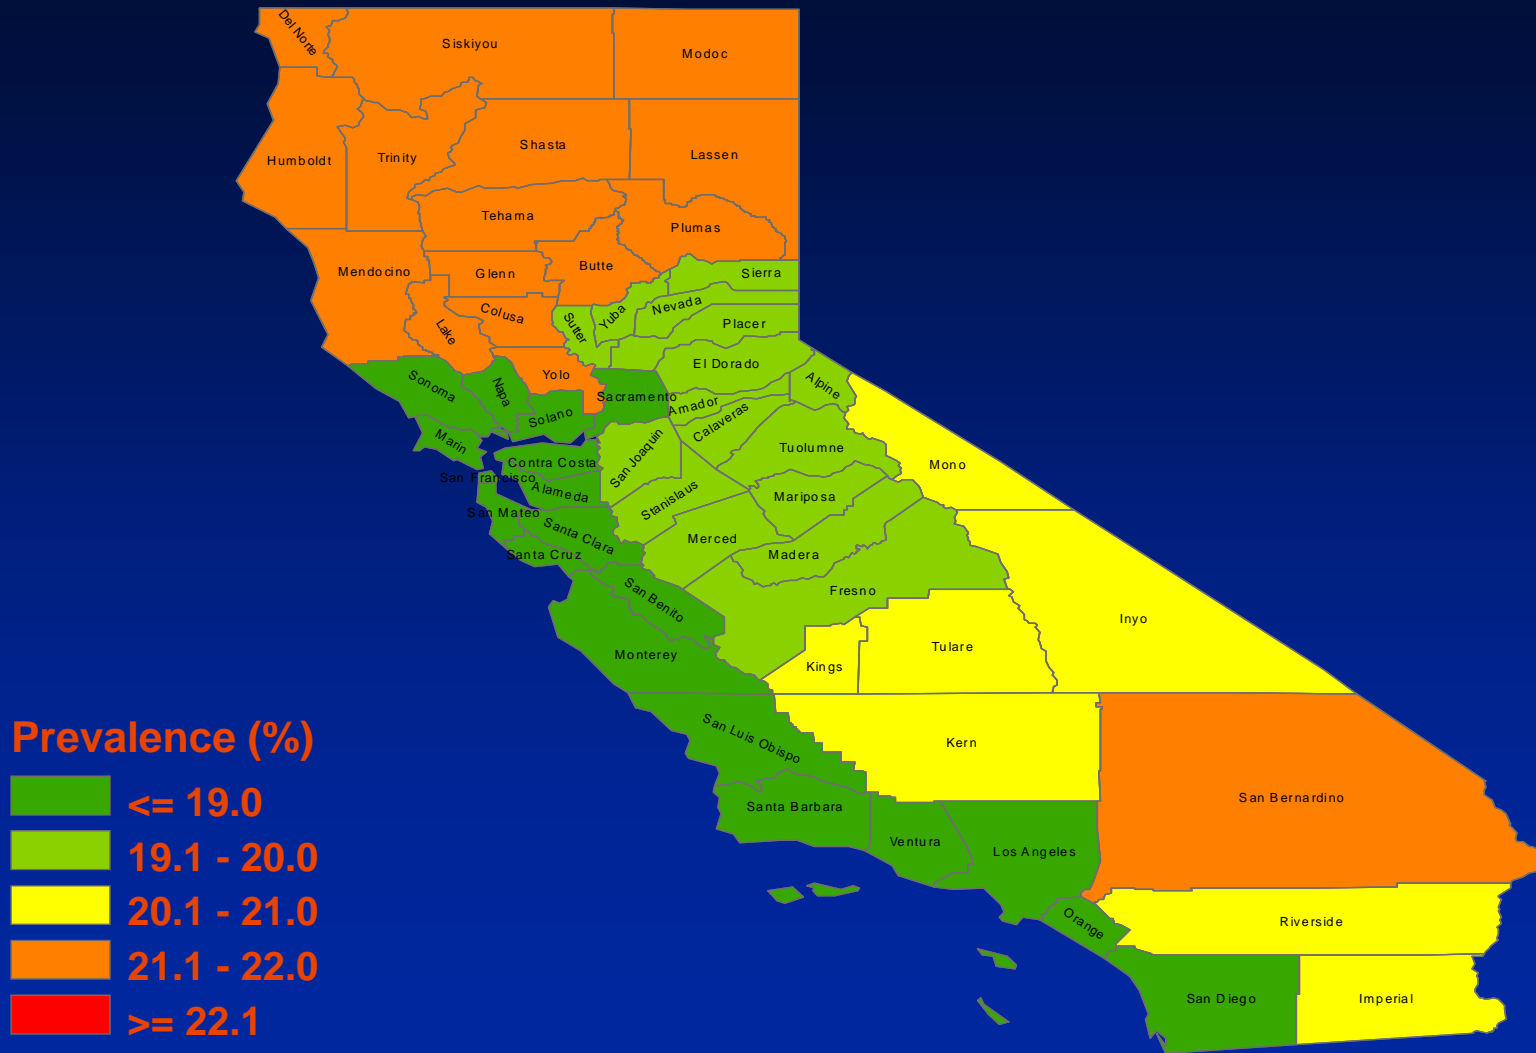 Del Norte
Siskiyou
Modoc
Humboldt
Trinity
Shasta
Lassen
Tehama
Plumas
Mendocino
Glenn
Butte
Sierra
Lake
Colusa
Sutter
Yuba
Nevada
Placer
Yolo
El Dorado
Sonoma
Napa
Solano
Sacramento
Amador
Alpine
Calaveras
Marin
Contra Costa
San Joaquin
Tuolumne
Mono
San Francisco
Alameda
Stanislaus
Mariposa
San Mateo
Santa Clara
Merced
Santa Cruz
Madera
San Benito
Fresno
Inyo
Monterey
Kings
Tulare
San Luis Obispo
Kern
San Bernardino
Santa Barbara
Ventura
Los Angeles
Orange
Riverside
San Diego
Imperial
Prevalence (%)
<= 19.0
19.1 - 20.0
20.1 - 21.0
21.1 - 22.0
>= 22.1